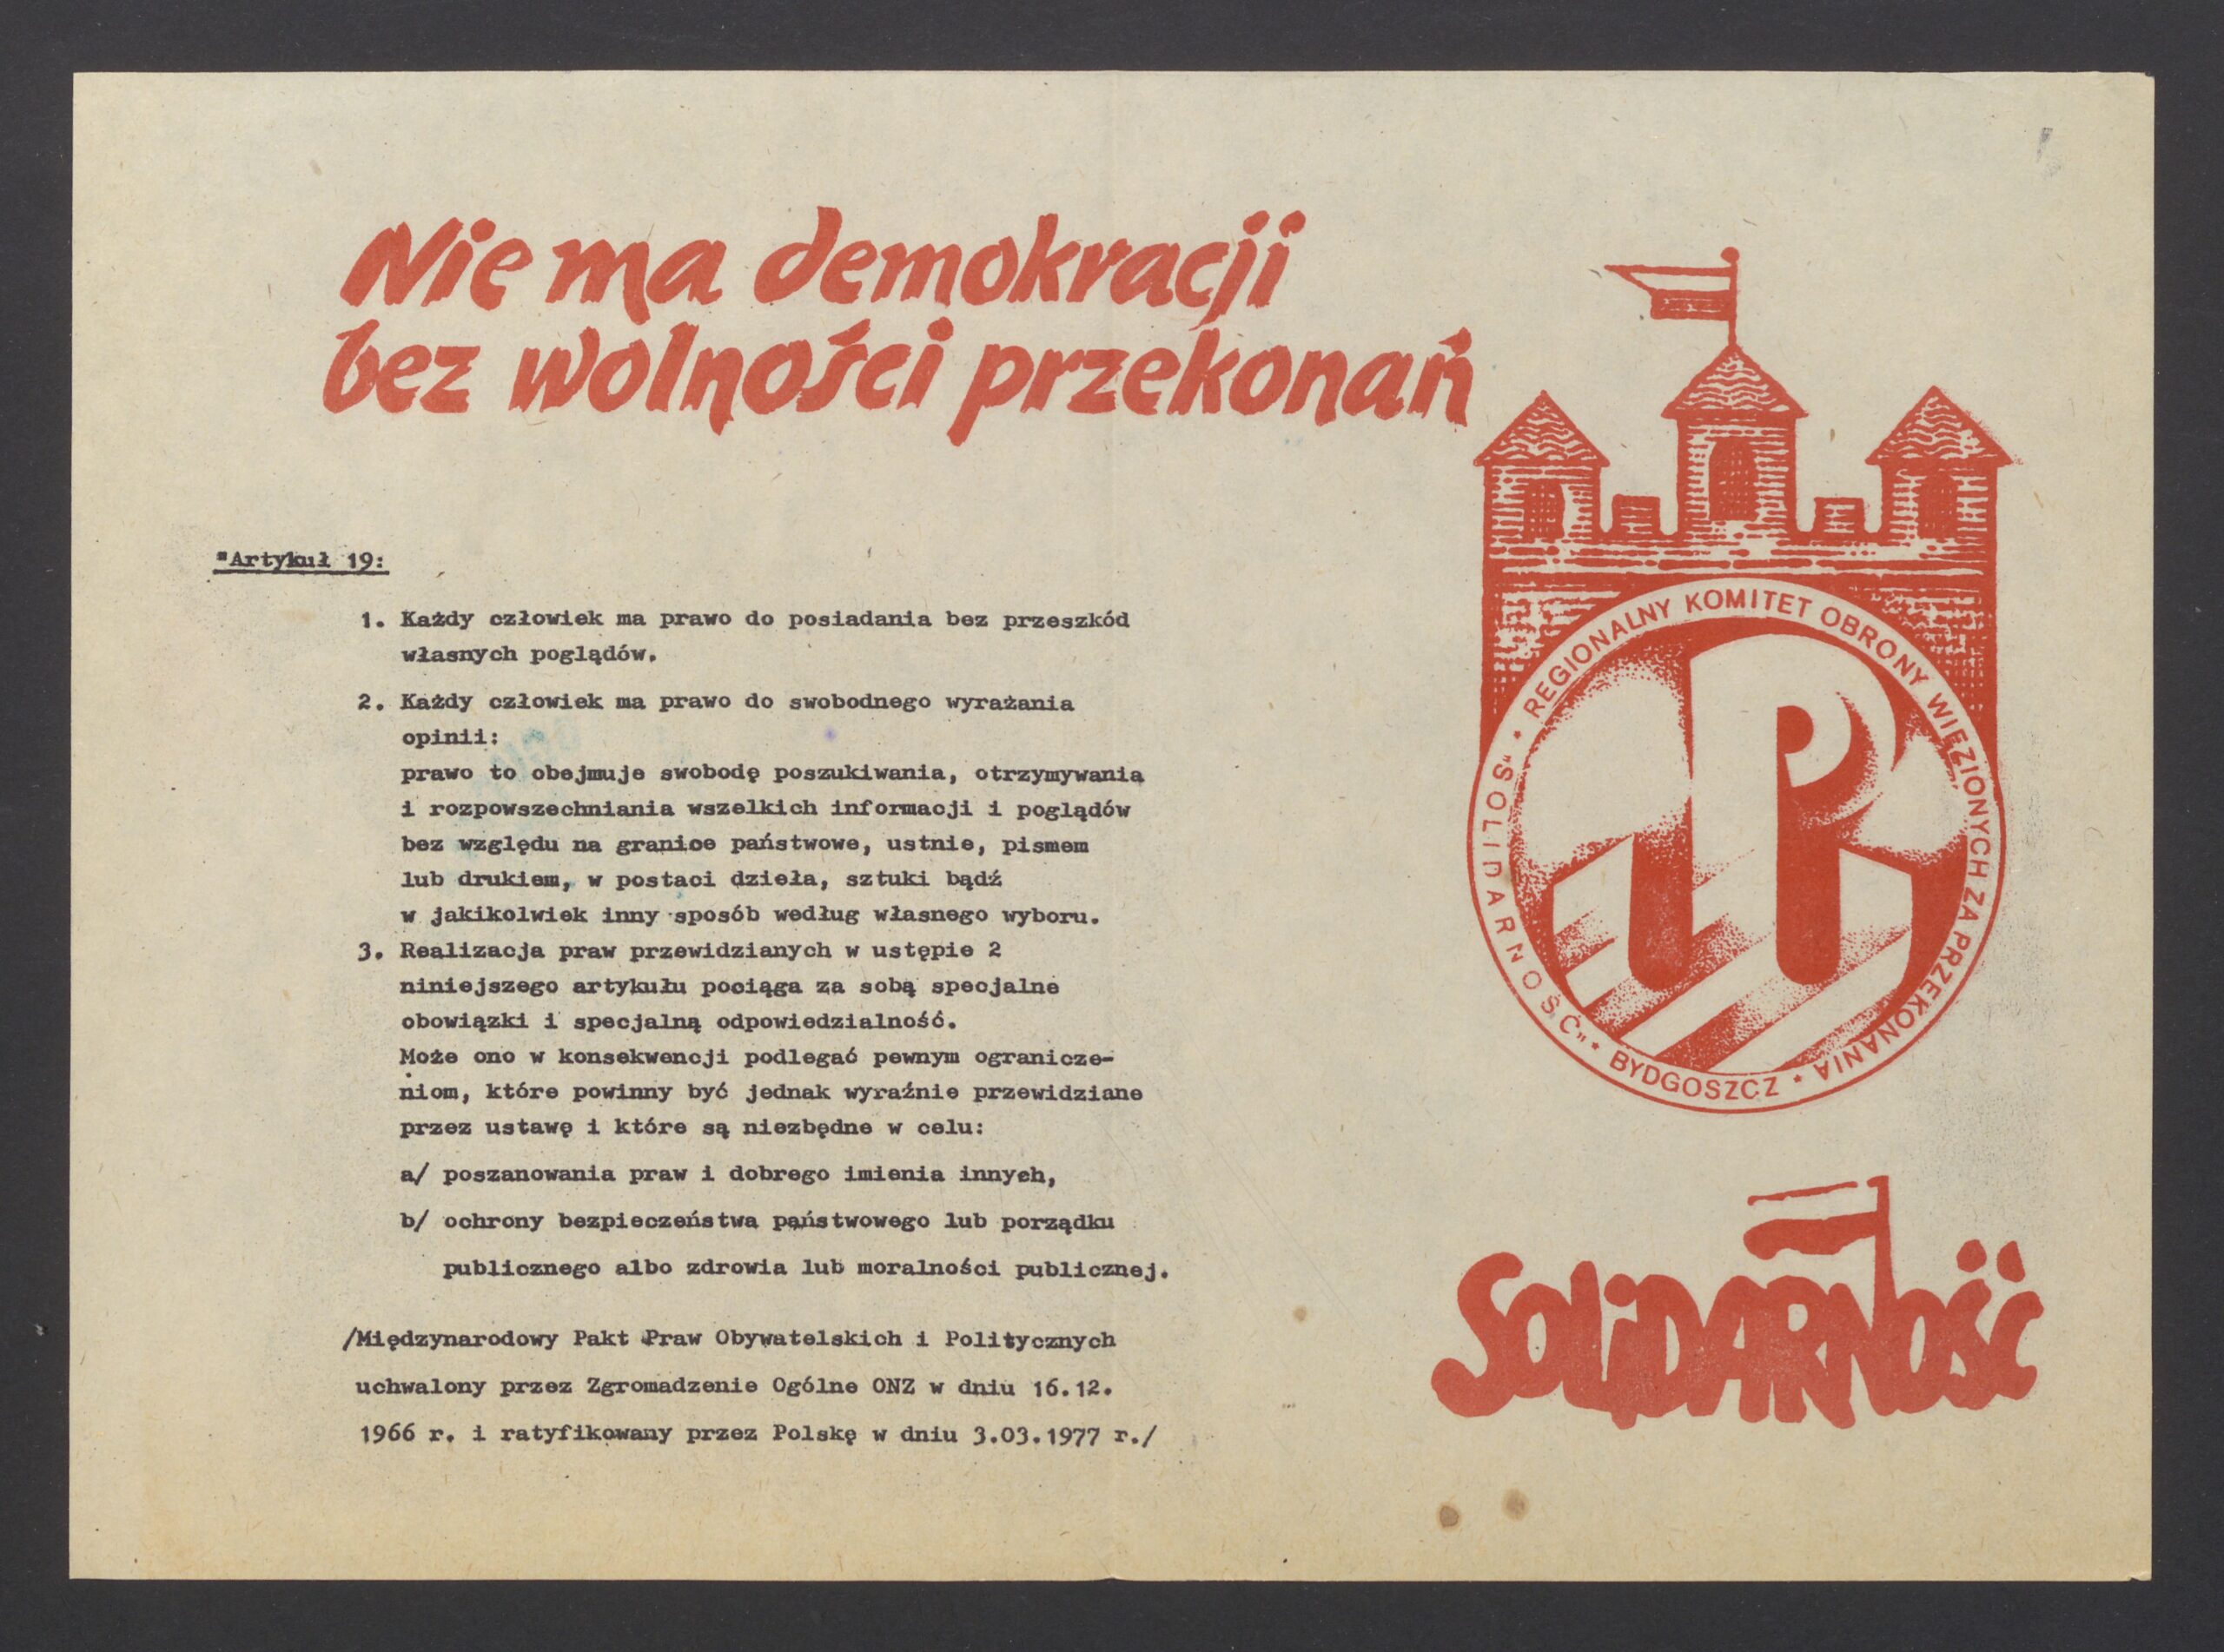 Nie ma demokracji
bez wolności przekonań
"Artykuł 19:
1. Każdy człowiek ma prawo do posiadania bez przeszkód
własnych poglądów.
2. Każdy człowiek ma prawo do swobodnego wyrażania
opinii:
prawo to obejmuje swobodę poszukiwania, otrzymywania
i rozpowszechniania wszelkich informacji i poglądów
bez względu na granice państwowe, ustnie, pismem
lub drukiem, w postaci dzieła, sztuki bądź
w jakikolwiek inny sposób według własnego wyboru.
3. Realizacja praw przewidzianych w ustępie 2
niniejszego artykułu pociąga za sobą specjalne
obowiązki i specjalną odpowiedzialność.
Może ono w konsekwencji podlegać pewnym ogranicze-
niom, które powinny być jednak wyraźnie przewidziane
przez ustawę i które są niezbędne w celu:
a/ poszanowania praw i dobrego imienia innych,
b/ ochrony bezpieczeństwa państwowego lub porządku
publicznego albo zdrowia lub moralności publicznej.
/Międzynarodowy Pakt Praw Obywatelskich i Politycznych
uchwalony przez Zgromadzenie Ogólne ONZ w dniu 16.12.
1966 r. i ratyfikowany przez Polskę w dniu 3.03.1977 r./
REGIONALNY KOMITET OBRONY WIĘZIONYCH ZA PRZEKONANIA • BYDGOSZCZ • "SOLIDARNOŚĆ" •
SOLIDARNOŚĆ